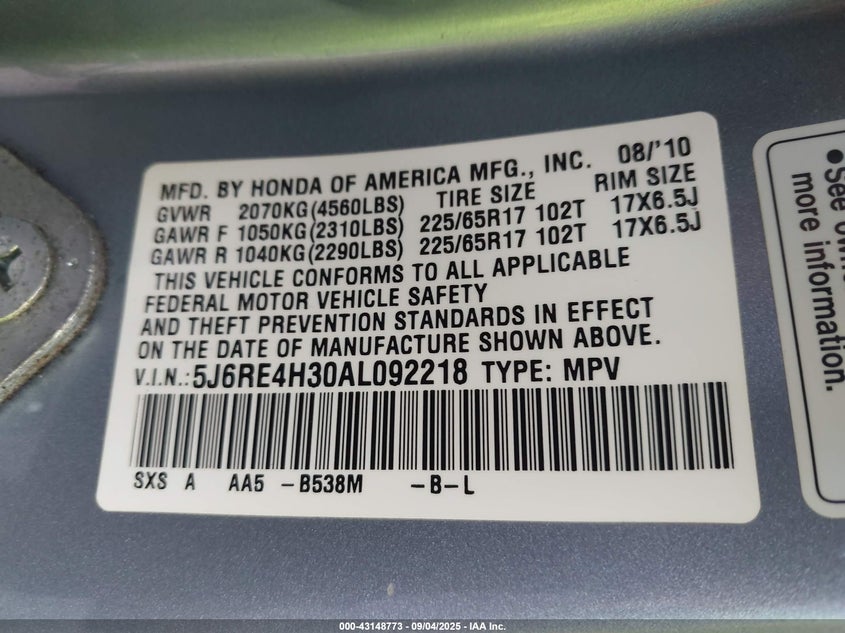 MFD. BY HONDA OF AMERICA MFG., INC. 08/'10
GVWR 2070KG(4560LBS) TIRE SIZE RIM SIZE
GAWR F 1050KG(2310LBS) 225/65R17 102T 17X6.5J
GAWR R 1040KG(2290LBS) 225/65R17 102T 17X6.5J
THIS VEHICLE CONFORMS TO ALL APPLICABLE
FEDERAL MOTOR VEHICLE SAFETY
AND THEFT PREVENTION STANDARDS IN EFFECT
ON THE DATE OF MANUFACTURE SHOWN ABOVE.
V.I.N.: 5J6RE4H30AL092218 TYPE: MPV
SXS A AA5 -B538M -B-L
●See
more information.
000-43148773 - 09/04/2025 - IAA Inc.